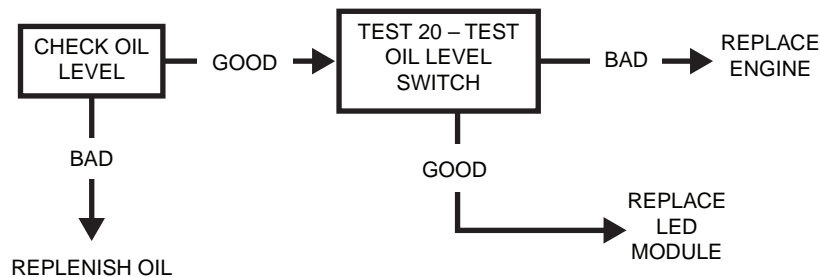 CHECK OIL
LEVEL
GOOD
TEST 20 – TEST
OIL LEVEL
SWITCH
BAD
REPLACE
ENGINE
BAD
GOOD
REPLENISH OIL
REPLACE
LED
MODULE